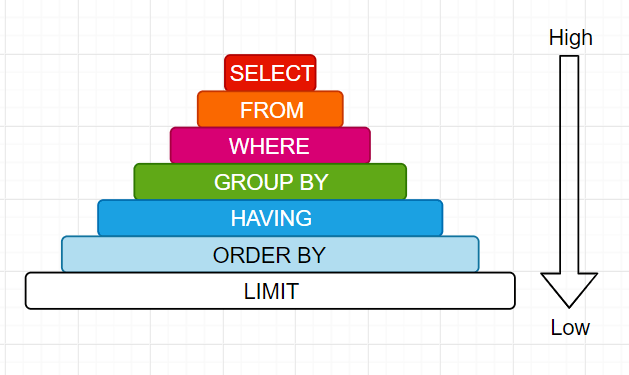 High
SELECT
FROM
WHERE
GROUP BY
HAVING
ORDER BY
LIMIT
Low